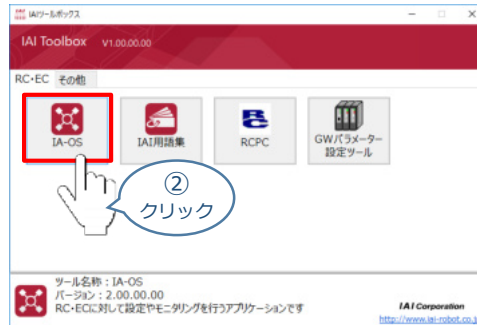 IAIツールボックス
IAI Toolbox V1.00.00.00
RC・EC その他
IA-OS
IAI用語集
RCPC
GWパラメーター
設定ツール
②
クリック
ツール名称：IA-OS
バージョン：2.00.00.00
RC・ECに対して設定やモニタリングを行うアプリケーションです
IAI Corporation
http://www.iai-robot.co.j